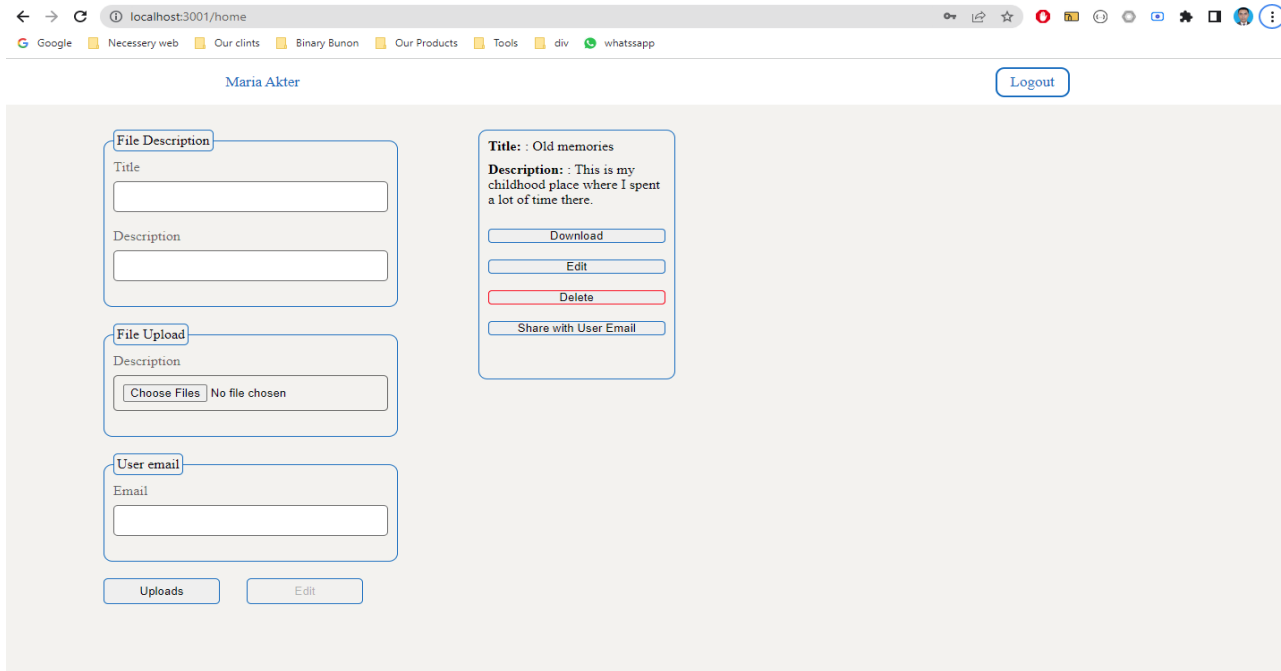 localhost:3001/home
Google Necessery web Our clints Binary Bunon Our Products Tools div whatssapp
Maria Akter Logout
File Description
Title
Description
File Upload
Description
Choose Files No file chosen
User email
Email
Uploads Edit
Title: : Old memories
Description: : This is my
childhood place where I spent
a lot of time there.
Download
Edit
Delete
Share with User Email